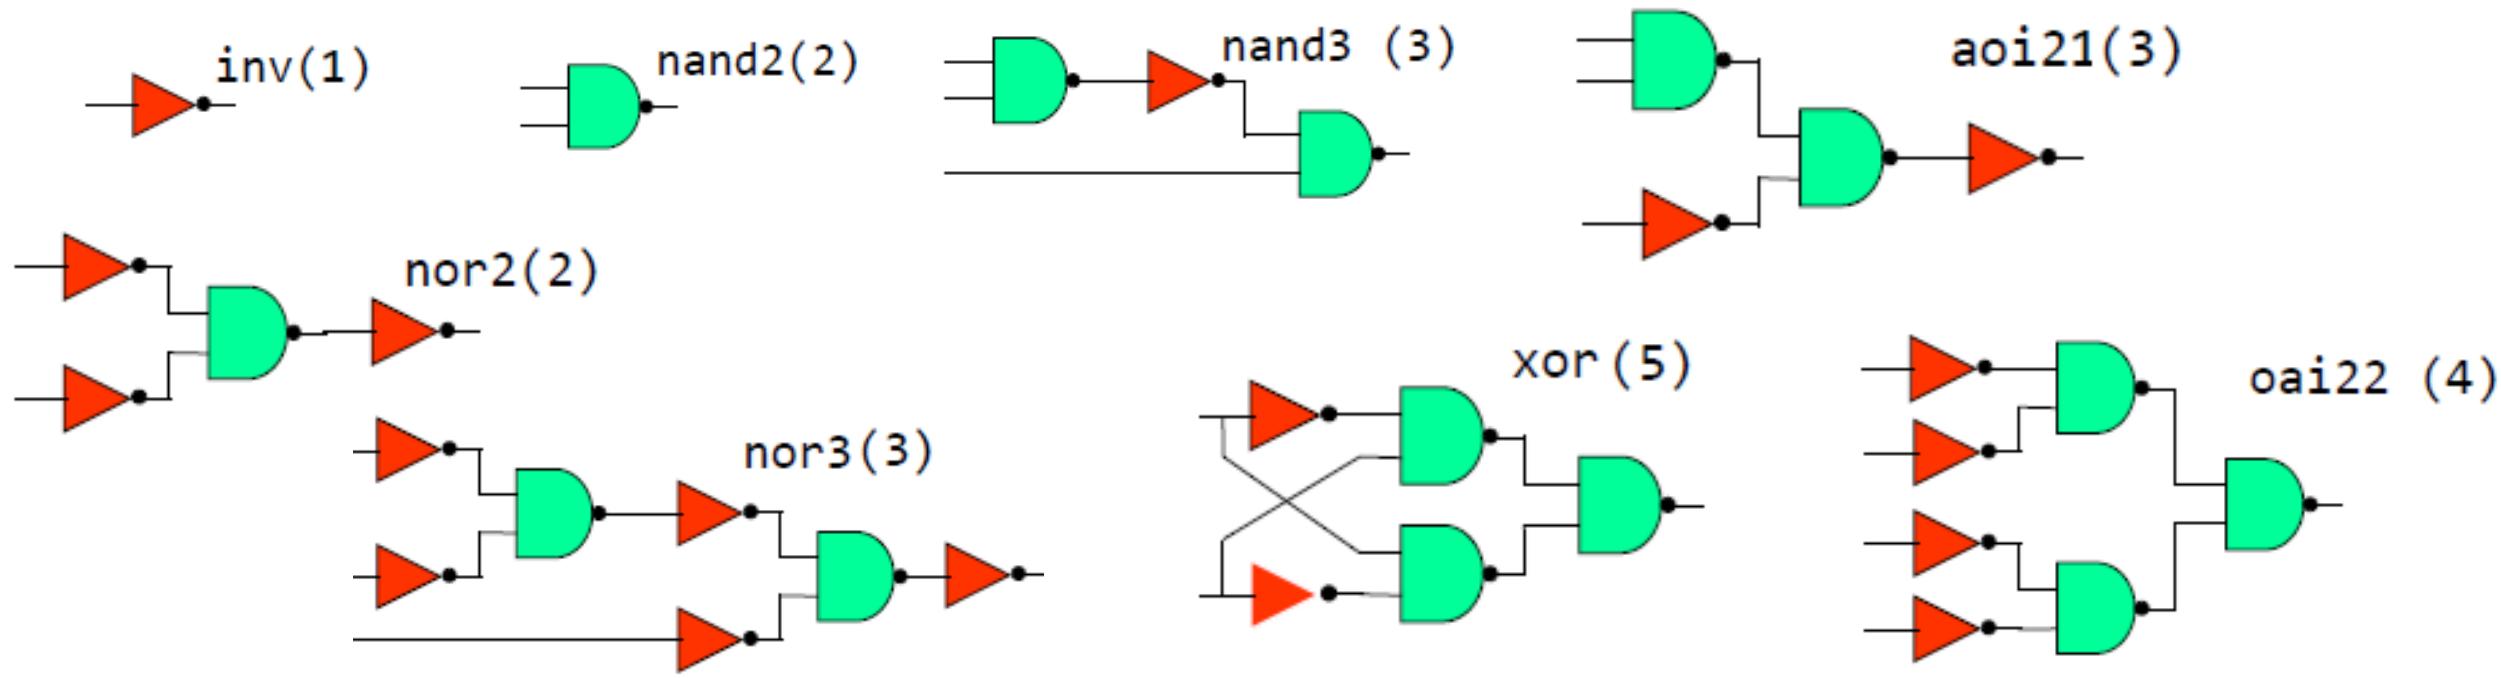 inv(1)
nand2(2)
nand3 (3)
aoi21(3)
nor2(2)
nor3(3)
xor(5)
oai22 (4)